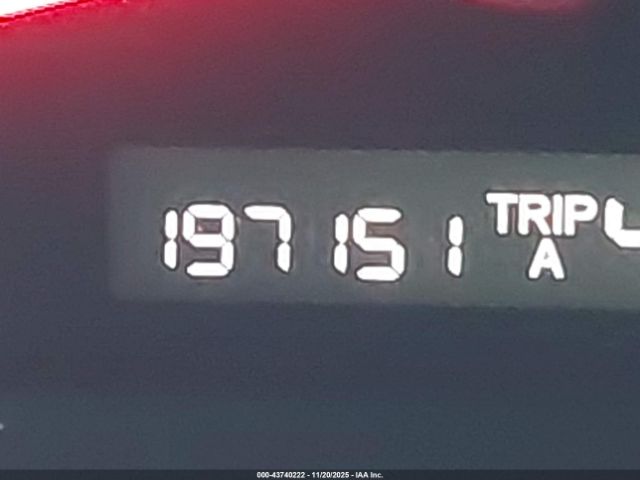 197151 TRIP
A
000-43740222 - 11/20/2025 - IAA Inc.